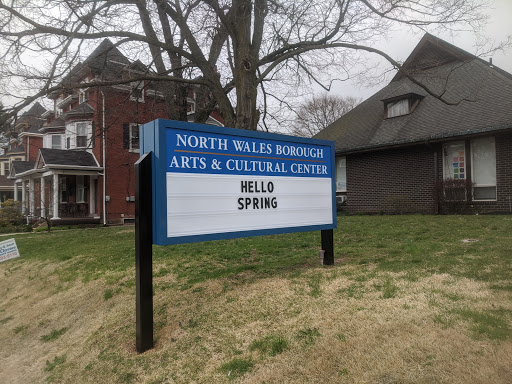 NORTH WALES BOROUGH
ARTS & CULTURAL CENTER
HELLO
SPRING